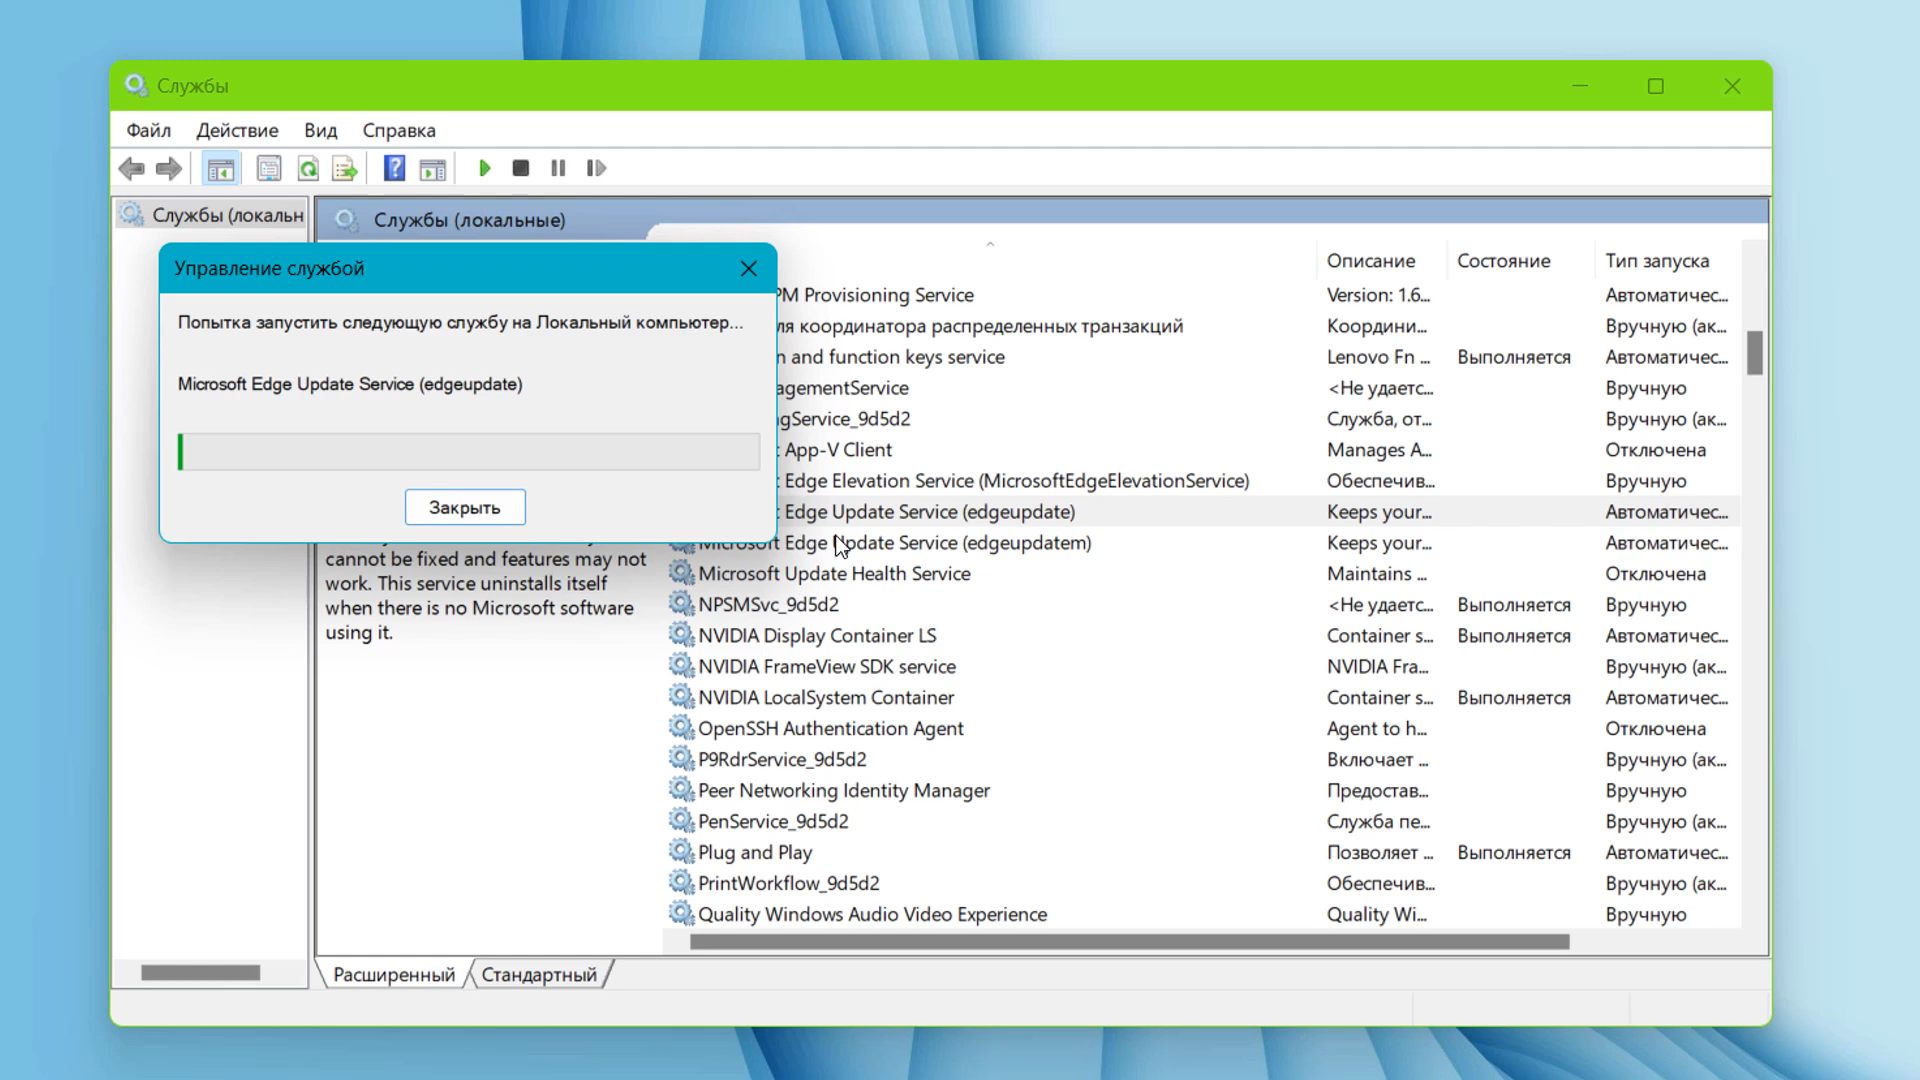 Службы
Файл Действие Вид Справка
Службы (локальн
Службы (локальные)
Управление службой
Попытка запустить следующую службу на Локальный компьютер...
Microsoft Edge Update Service (edgeupdate)
Закрыть
cannot be fixed and features may not
work. This service uninstalls itself
when there is no Microsoft software
using it.
Описание Состояние Тип запуска
PM Provisioning Service Version: 1.6... Автоматичес...
ля координатора распределенных транзакций Координи... Вручную (ак...
n and function keys service Lenovo Fn ... Выполняется Автоматичес...
agementService <Не удаетс... Вручную
gService_9d5d2 Служба, от... Вручную (ак...
t App-V Client Manages A... Отключена
t Edge Elevation Service (MicrosoftEdgeElevationService) Обеспечив... Вручную
t Edge Update Service (edgeupdate) Keeps your... Автоматичес...
Microsoft Edge Update Service (edgeupdatem) Keeps your... Автоматичес...
Microsoft Update Health Service Maintains ... Отключена
NPSMSvc_9d5d2 <Не удаетс... Выполняется Вручную
NVIDIA Display Container LS Container s... Выполняется Автоматичес...
NVIDIA FrameView SDK service NVIDIA Fra... Вручную (ак...
NVIDIA LocalSystem Container Container s... Выполняется Автоматичес...
OpenSSH Authentication Agent Agent to h... Отключена
P9RdrService_9d5d2 Включает ... Вручную (ак...
Peer Networking Identity Manager Предостав... Вручную
PenService_9d5d2 Служба пе... Вручную (ак...
Plug and Play Позволяет ... Выполняется Автоматичес...
PrintWorkflow_9d5d2 Обеспечив... Вручную (ак...
Quality Windows Audio Video Experience Quality Wi... Вручную
Расширенный Стандартный